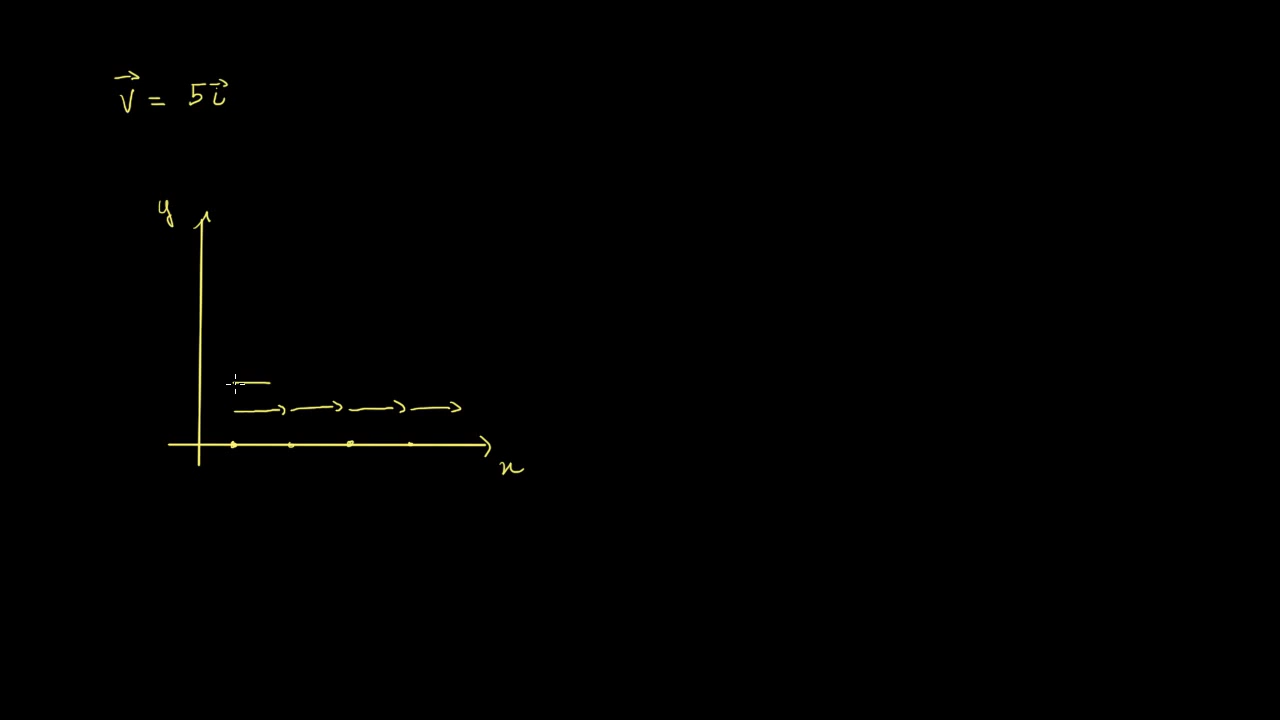 v⃗ = 5i⃗
y
x